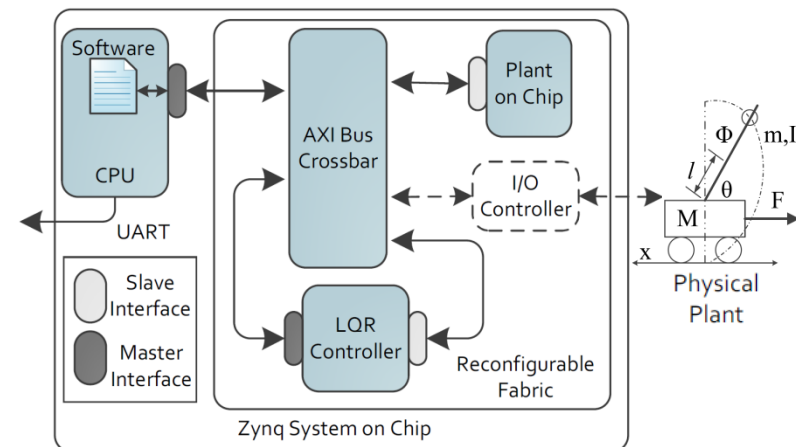 Software
CPU
UART
Slave
Interface
Master
Interface
AXI Bus
Crossbar
Plant
on Chip
I/O
Controller
LQR
Controller
Reconfigurable
Fabric
Zynq System on Chip
Φ
m,I
l
θ
M
F
x
Physical
Plant